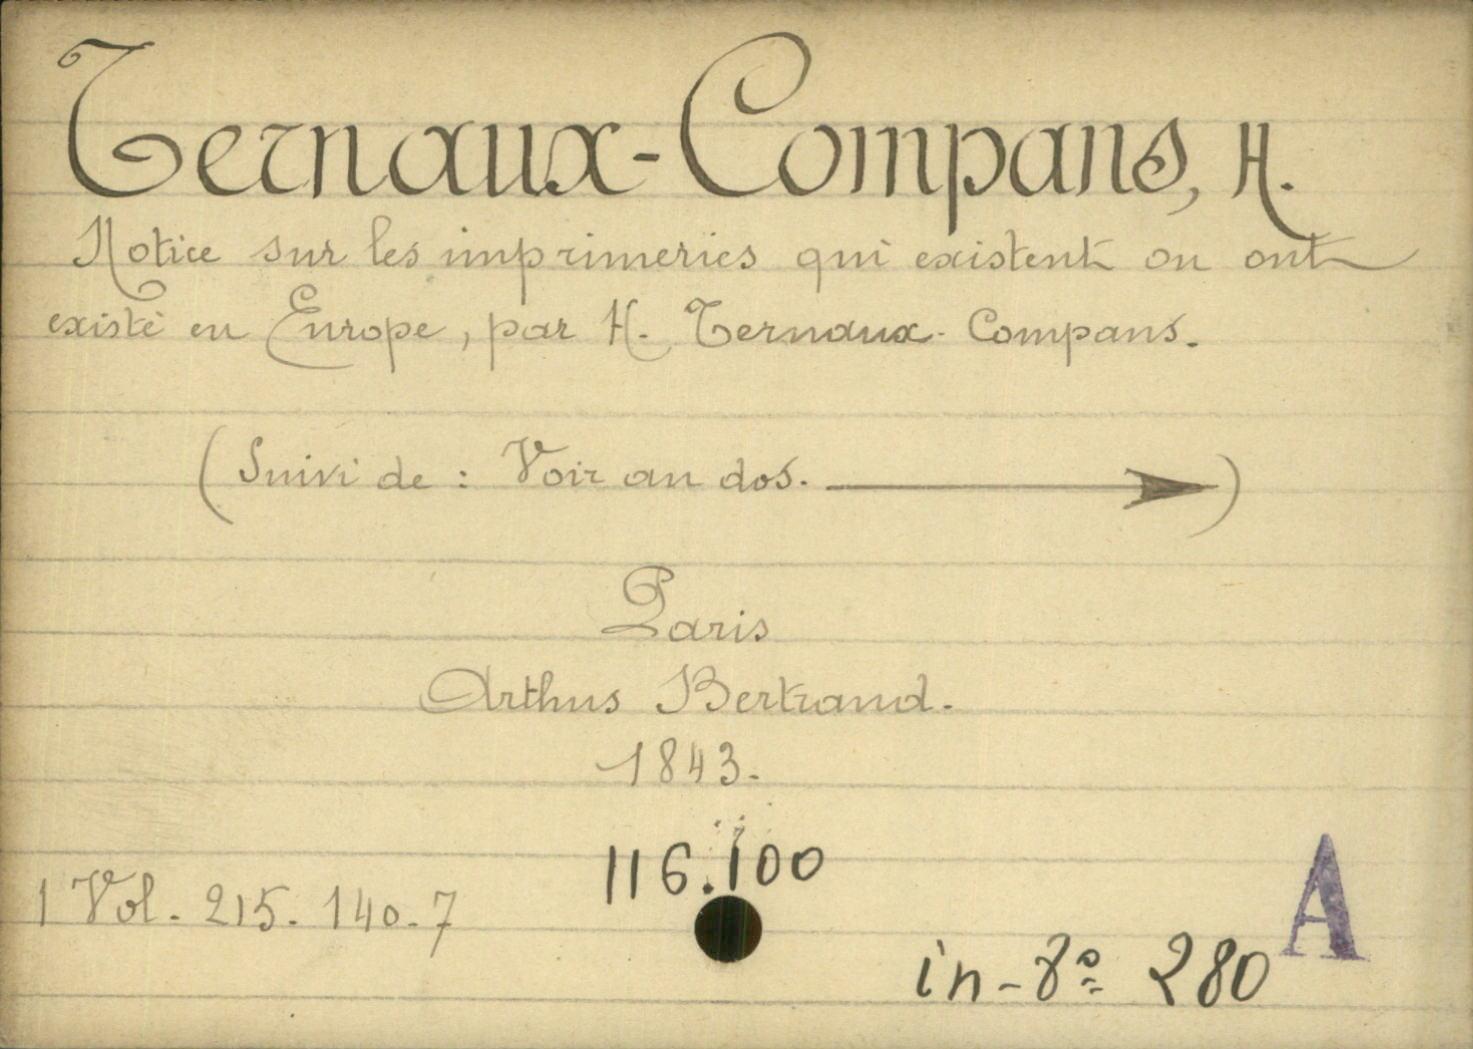 Ternaux-Compans, H.
Notice sur les imprimeries qui existent ou ont
existé en Europe, par H. Ternaux-Compans.
(Suivi de : Voir au dos. )
Paris
Arthus Bertrand.
1843.
116.100
1 Vol. 215. 140. 7
A
in-8º 280